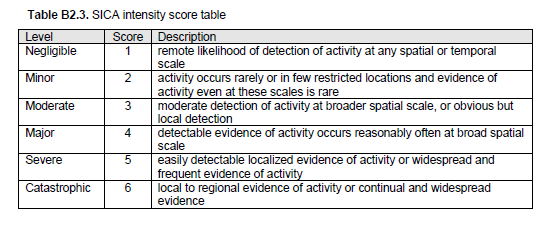 Table B2.3. SICA intensity score table
Level Score Description
Negligible 1 remote likelihood of detection of activity at any spatial or temporal
scale
Minor 2 activity occurs rarely or in few restricted locations and evidence of
activity even at these scales is rare
Moderate 3 moderate detection of activity at broader spatial scale, or obvious but
local detection
Major 4 detectable evidence of activity occurs reasonably often at broad spatial
scale
Severe 5 easily detectable localized evidence of activity or widespread and
frequent evidence of activity
Catastrophic 6 local to regional evidence of activity or continual and widespread
evidence